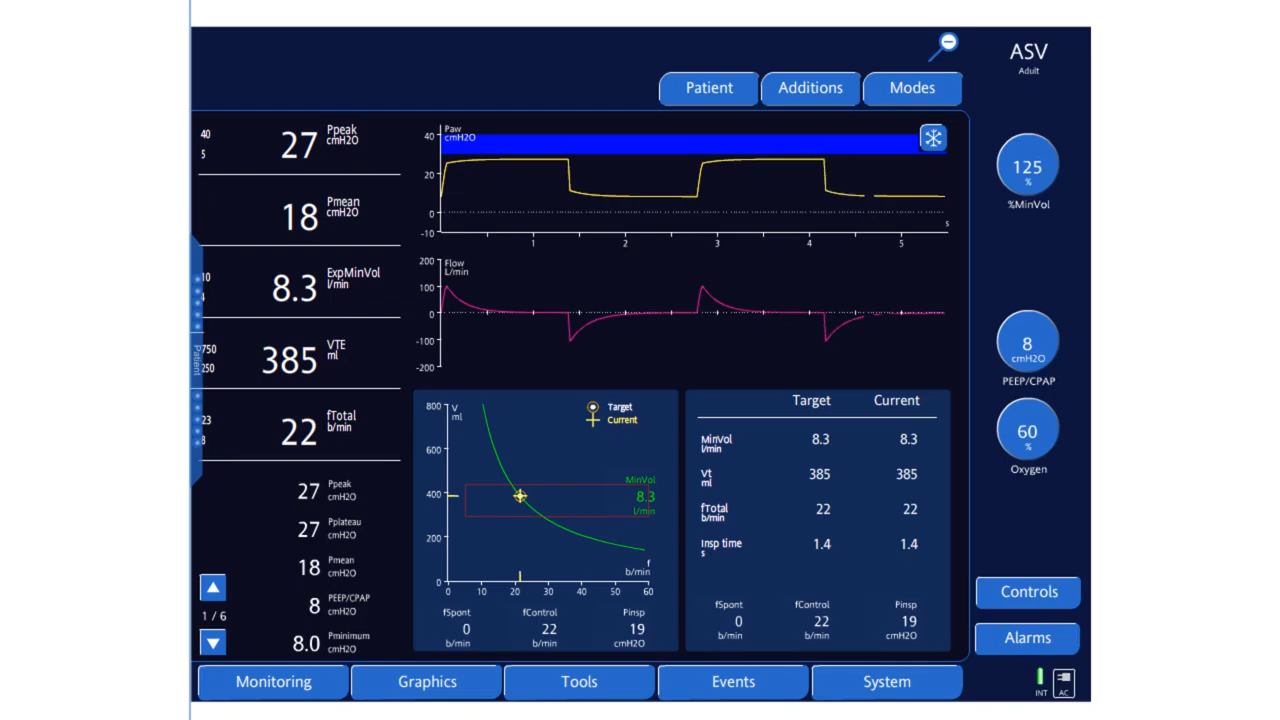 ASV
Adult
Patient
Additions
Modes
40
5
27
Ppeak
cmH2O
18
Pmean
cmH2O
10
4
8.3
ExpMinVol
l/min
750
250
385
VTE
ml
23
8
22
fTotal
b/min
27
Ppeak
cmH2O
27
Pplateau
cmH2O
18
Pmean
cmH2O
8
PEEP/CPAP
cmH2O
8.0
Pminimum
cmH2O
1 / 6
Patient
Paw
cmH2O
40
20
0
-10
1
2
3
4
5
s
Flow
L/min
200
100
0
-100
-200
V
ml
800
600
400
200
0
Target
Current
MinVol
8.3
l/min
f
b/min
0
10
20
30
40
50
60
fSpont
0
b/min
fControl
22
b/min
Pinsp
19
cmH2O
Target Current
MinVol
l/min
8.3 8.3
Vt
ml
385 385
fTotal
b/min
22 22
Insp time
s
1.4 1.4
fSpont
0
b/min
fControl
22
b/min
Pinsp
19
cmH2O
125
%
%MinVol
8
cmH2O
PEEP/CPAP
60
%
Oxygen
Controls
Alarms
Monitoring
Graphics
Tools
Events
System
INT
AC